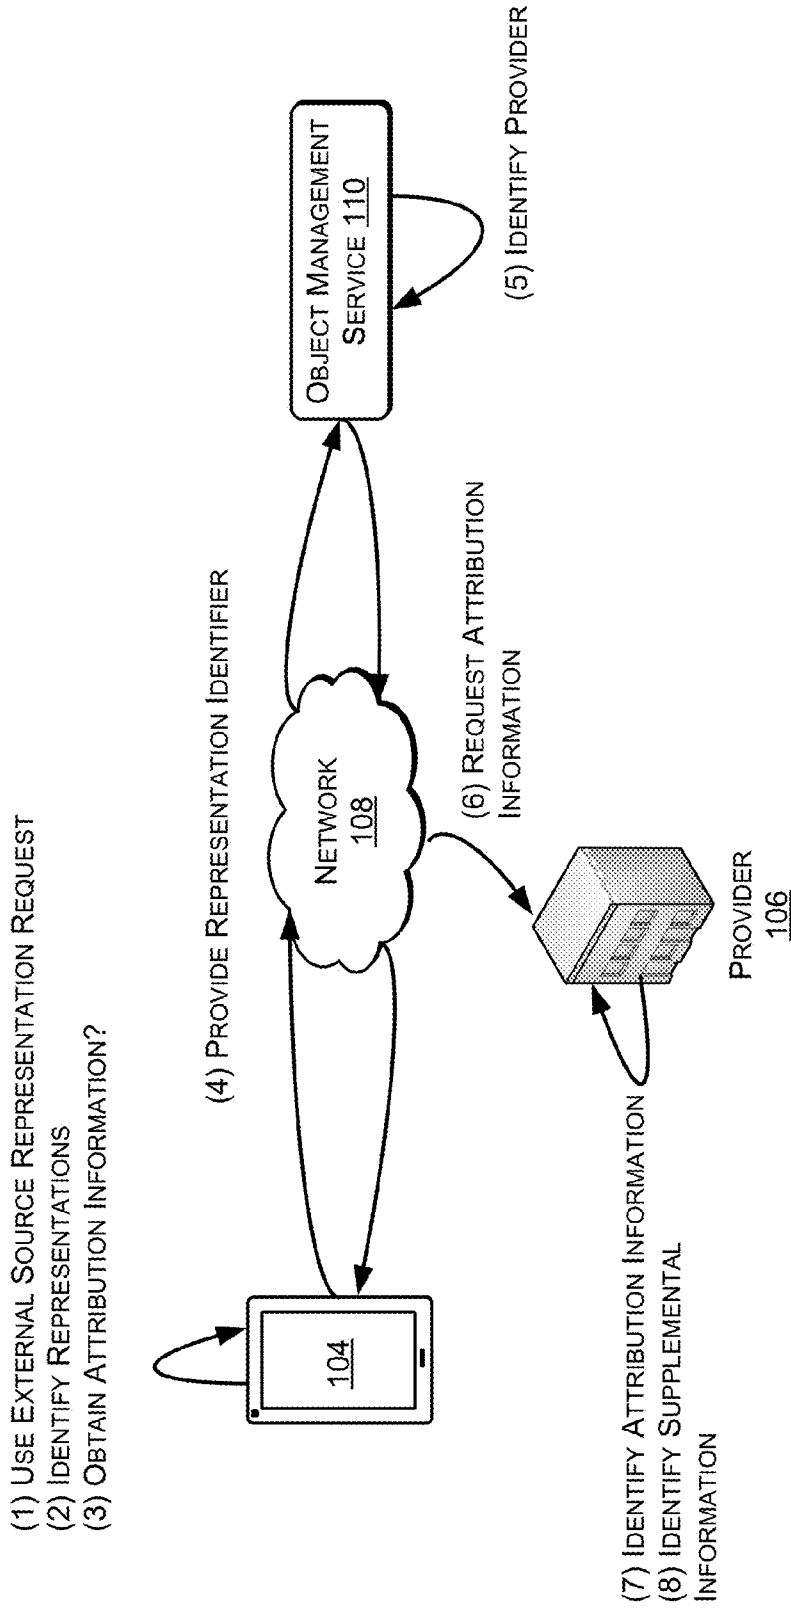 (1) USE EXTERNAL SOURCE REPRESENTATION REQUEST
(2) IDENTIFY REPRESENTATIONS
(3) OBTAIN ATTRIBUTION INFORMATION?
(4) PROVIDE REPRESENTATION IDENTIFIER
104
NETWORK
108
OBJECT MANAGEMENT
SERVICE 110
(5) IDENTIFY PROVIDER
(6) REQUEST ATTRIBUTION
INFORMATION
PROVIDER
106
(7) IDENTIFY ATTRIBUTION INFORMATION
(8) IDENTIFY SUPPLEMENTAL
INFORMATION